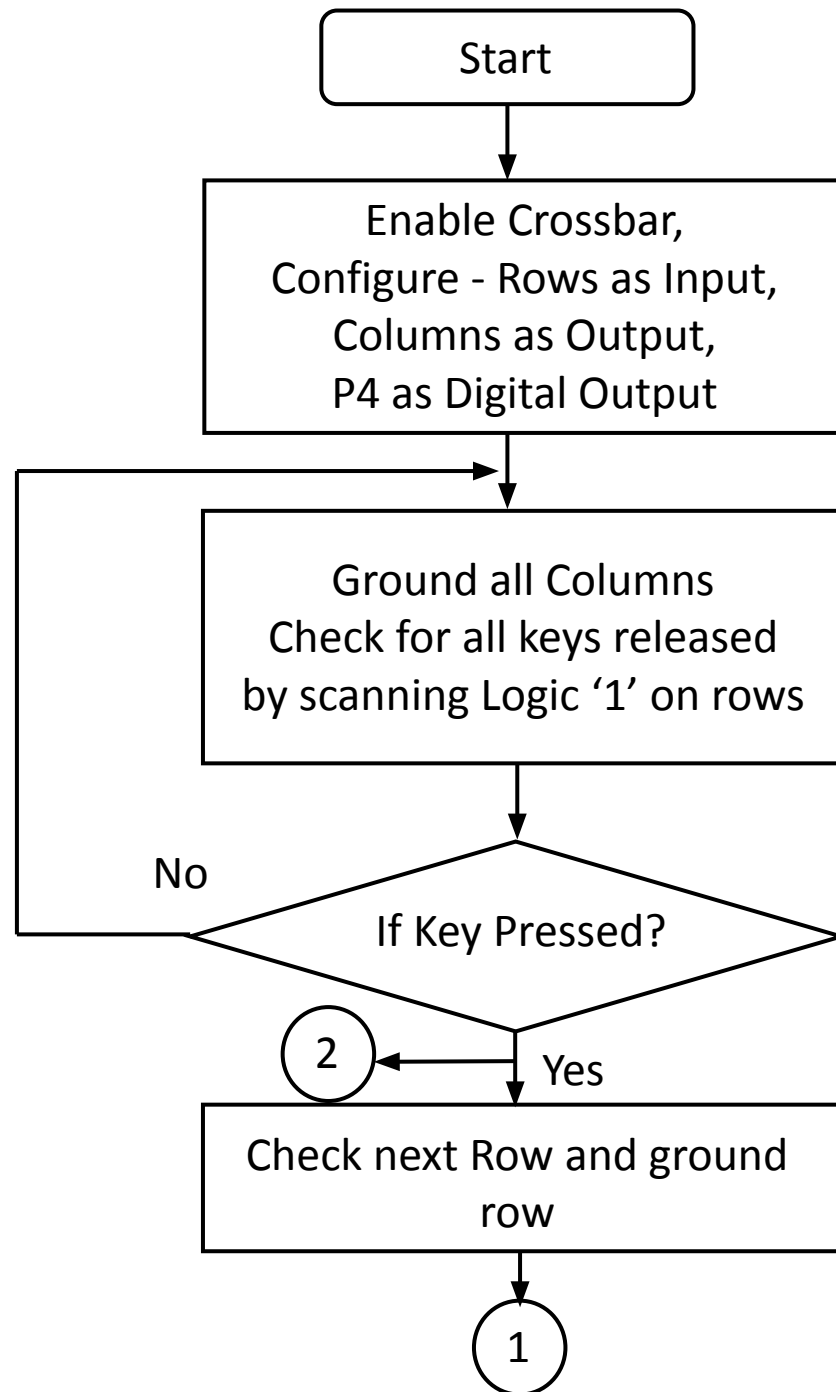 Start
Enable Crossbar,
Configure - Rows as Input,
Columns as Output,
P4 as Digital Output
Ground all Columns
Check for all keys released
by scanning Logic ‘1’ on rows
No
If Key Pressed?
2
Yes
Check next Row and ground
row
1